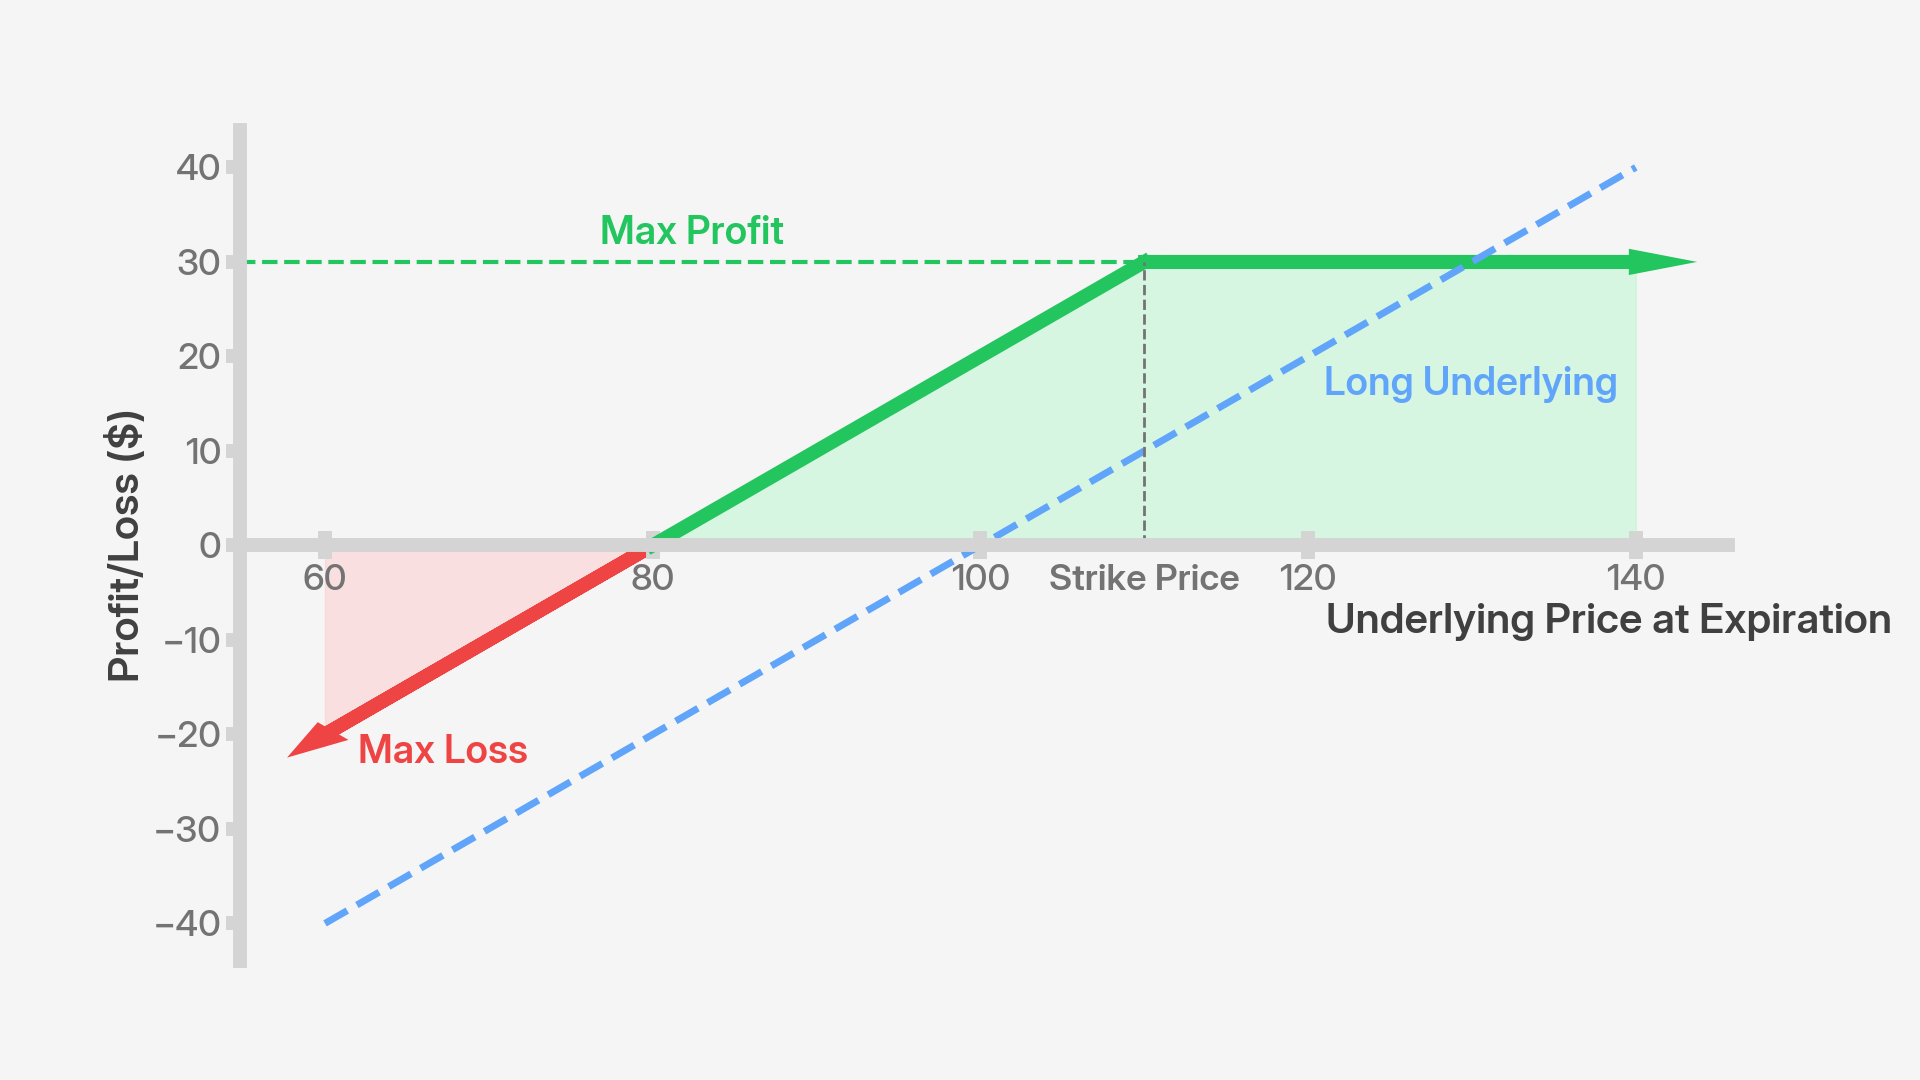 40
Max Profit
30
20
Long Underlying
10
Profit/Loss ($)
0
60
80
100
Strike Price
120
140
Underlying Price at Expiration
−10
−20
Max Loss
−30
−40